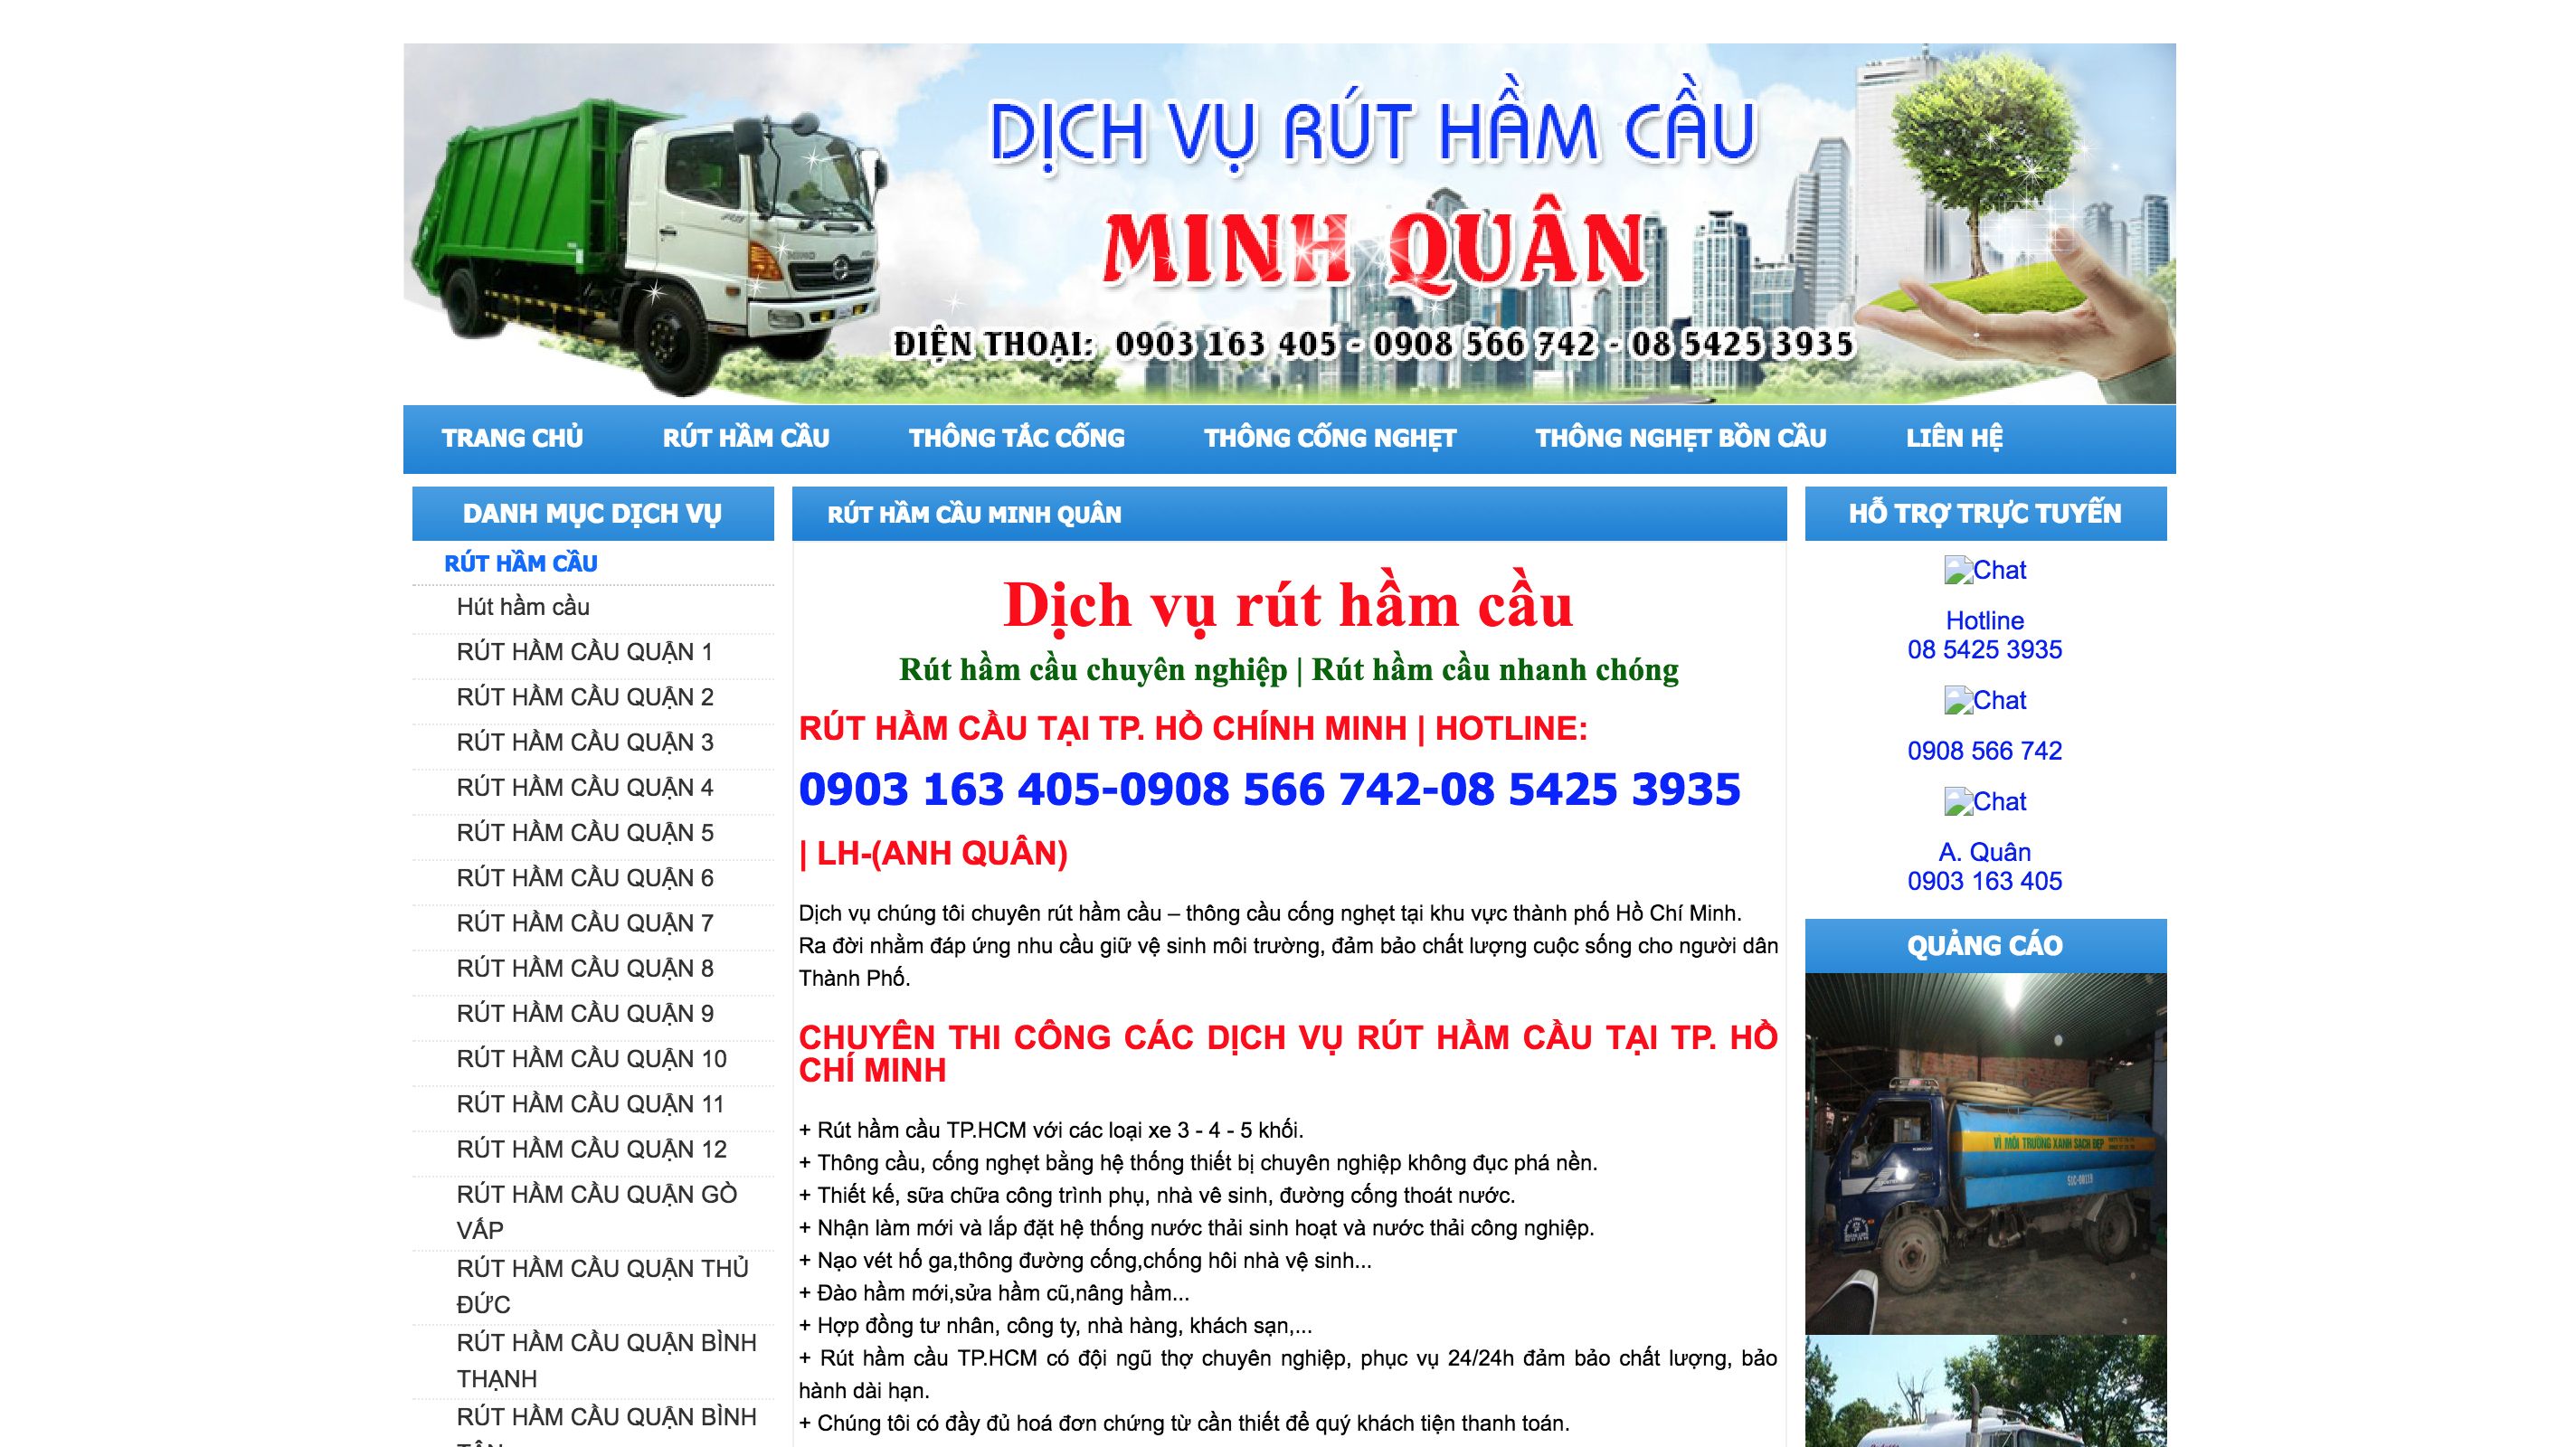 DỊCH VỤ RÚT HẦM CẦU
MINH QUÂN
ĐIỆN THOẠI: 0903 163 405 - 0908 566 742 - 08 5425 3935
TRANG CHỦ RÚT HẦM CẦU THÔNG TẮC CỐNG THÔNG CỐNG NGHẸT THÔNG NGHẸT BỒN CẦU LIÊN HỆ
DANH MỤC DỊCH VỤ
RÚT HẦM CẦU
Hút hầm cầu
RÚT HẦM CẦU QUẬN 1
RÚT HẦM CẦU QUẬN 2
RÚT HẦM CẦU QUẬN 3
RÚT HẦM CẦU QUẬN 4
RÚT HẦM CẦU QUẬN 5
RÚT HẦM CẦU QUẬN 6
RÚT HẦM CẦU QUẬN 7
RÚT HẦM CẦU QUẬN 8
RÚT HẦM CẦU QUẬN 9
RÚT HẦM CẦU QUẬN 10
RÚT HẦM CẦU QUẬN 11
RÚT HẦM CẦU QUẬN 12
RÚT HẦM CẦU QUẬN GÒ
VẤP
RÚT HẦM CẦU QUẬN THỦ
ĐỨC
RÚT HẦM CẦU QUẬN BÌNH
THẠNH
RÚT HẦM CẦU QUẬN BÌNH
RÚT HẦM CẦU MINH QUÂN
Dịch vụ rút hầm cầu
Rút hầm cầu chuyên nghiệp | Rút hầm cầu nhanh chóng
RÚT HẦM CẦU TẠI TP. HỒ CHÍNH MINH | HOTLINE:
0903 163 405-0908 566 742-08 5425 3935
| LH-(ANH QUÂN)
Dịch vụ chúng tôi chuyên rút hầm cầu – thông cầu cống nghẹt tại khu vực thành phố Hồ Chí Minh.
Ra đời nhằm đáp ứng nhu cầu giữ vệ sinh môi trường, đảm bảo chất lượng cuộc sống cho người dân
Thành Phố.
CHUYÊN THI CÔNG CÁC DỊCH VỤ RÚT HẦM CẦU TẠI TP. HỒ
CHÍ MINH
+ Rút hầm cầu TP.HCM với các loại xe 3 - 4 - 5 khối.
+ Thông cầu, cống nghẹt bằng hệ thống thiết bị chuyên nghiệp không đục phá nền.
+ Thiết kế, sữa chữa công trình phụ, nhà vê sinh, đường cống thoát nước.
+ Nhận làm mới và lắp đặt hệ thống nước thải sinh hoạt và nước thải công nghiệp.
+ Nạo vét hố ga,thông đường cống,chống hôi nhà vệ sinh...
+ Đào hầm mới,sửa hầm cũ,nâng hầm...
+ Hợp đồng tư nhân, công ty, nhà hàng, khách sạn,...
+ Rút hầm cầu TP.HCM có đội ngũ thợ chuyên nghiệp, phục vụ 24/24h đảm bảo chất lượng, bảo
hành dài hạn.
+ Chúng tôi có đầy đủ hoá đơn chứng từ cần thiết để quý khách tiện thanh toán.
HỖ TRỢ TRỰC TUYẾN
Chat
Hotline
08 5425 3935
Chat
0908 566 742
Chat
A. Quân
0903 163 405
QUẢNG CÁO
VÌ MÔI TRƯỜNG XANH SẠCH ĐẸP